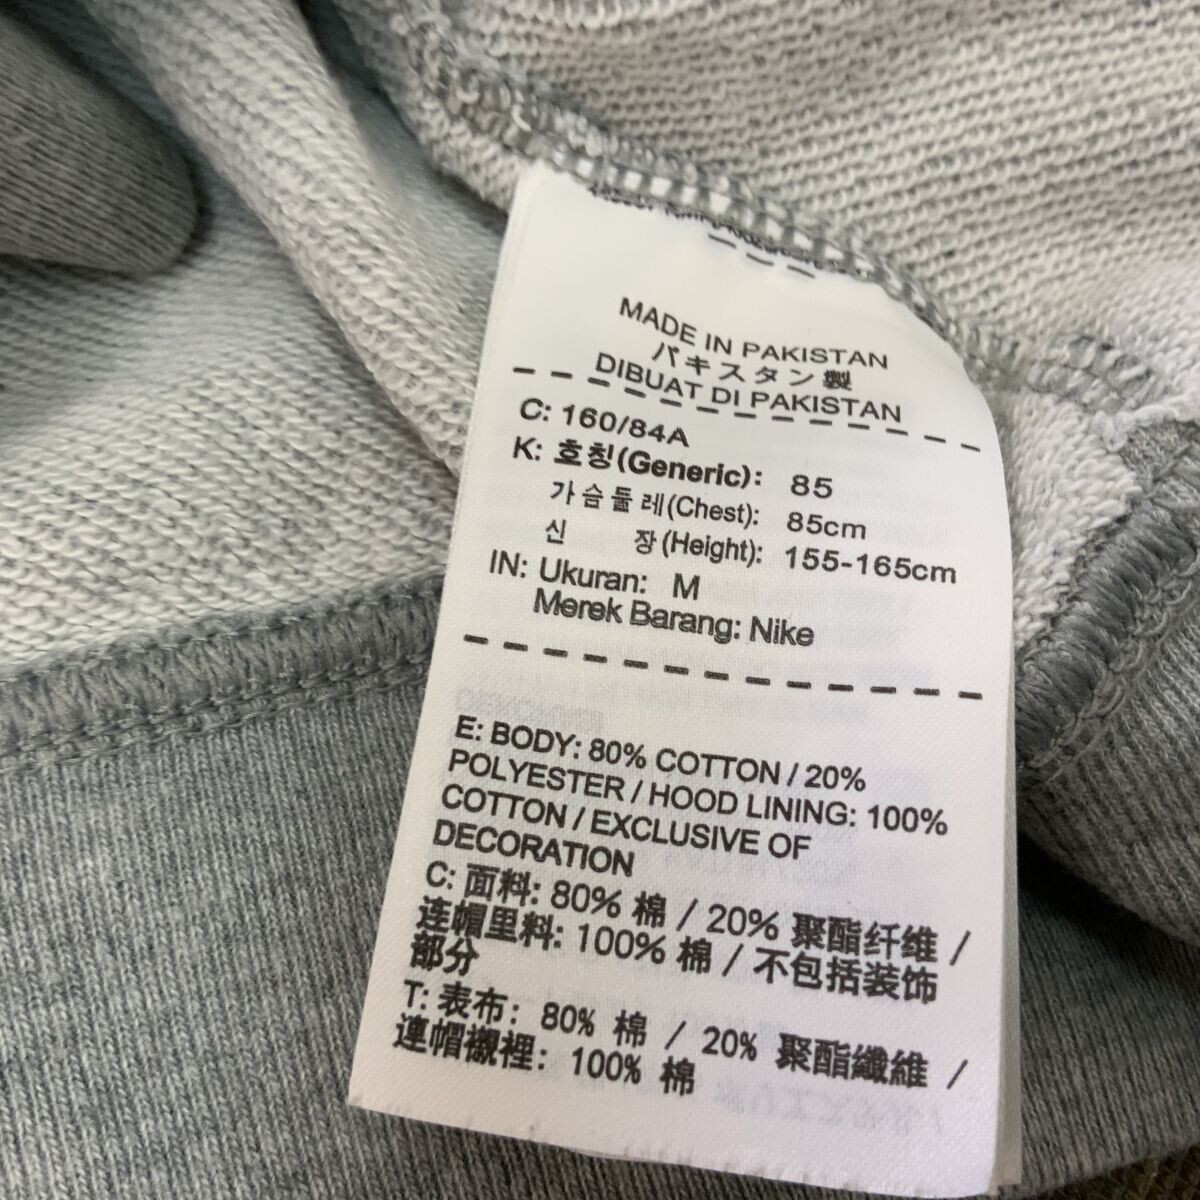 MADE IN PAKISTAN
パキスタン製
DIBUAT DI PAKISTAN
C: 160/84A
K: 호칭(Generic): 85
가슴둘레(Chest): 85cm
신 장(Height): 155-165cm
IN: Ukuran: M
Merek Barang: Nike
E: BODY: 80% COTTON / 20%
POLYESTER / HOOD LINING: 100%
COTTON / EXCLUSIVE OF
DECORATION
C: 面料: 80% 棉 / 20% 聚酯纤维 /
连帽里料: 100% 棉 / 不包括装饰
部分
T: 表布: 80% 棉 / 20% 聚酯纖維 /
連帽襯裡: 100% 棉